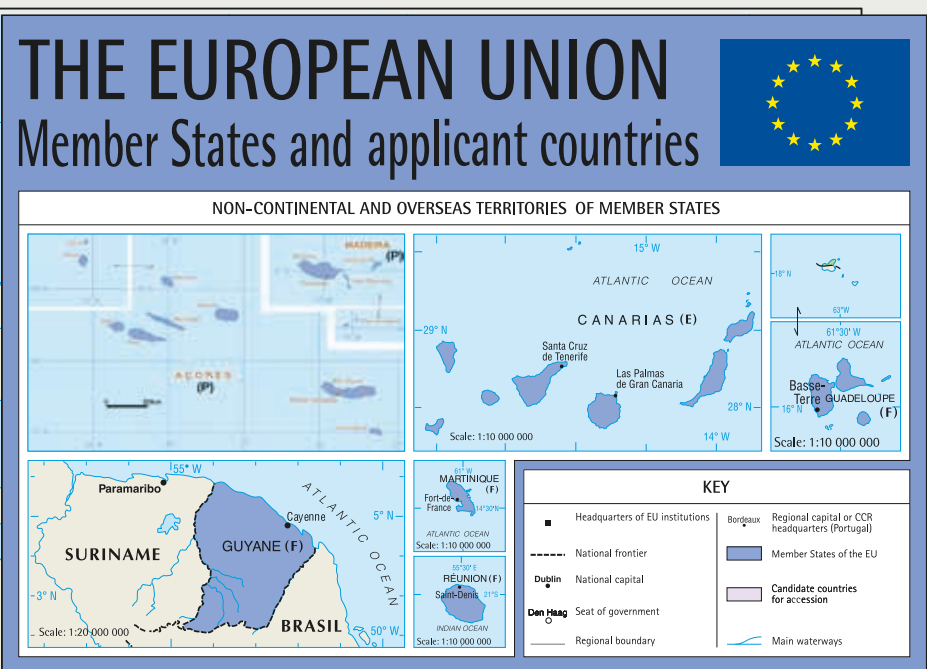 THE EUROPEAN UNION
Member States and applicant countries
NON-CONTINENTAL AND OVERSEAS TERRITORIES OF MEMBER STATES
MADEIRA
(P)
AÇORES
(P)
15° W
ATLANTIC OCEAN
CANARIAS (E)
29° N
Santa Cruz
de Tenerife
Las Palmas
de Gran Canaria
28° N
Scale: 1:10 000 000
14° W
18° N
63°W
61°30' W
ATLANTIC OCEAN
Basse-
Terre
GUADELOUPE
(F)
16° N
Scale: 1:10 000 000
55° W
Paramaribo
ATLANTIC OCEAN
Cayenne
5° N
GUYANE (F)
SURINAME
3° N
BRASIL
Scale: 1:20 000 000
50° W
61° W
MARTINIQUE
(F)
Fort-de-
France
14°30'N
ATLANTIC OCEAN
Scale: 1:10 000 000
55°30' E
RÉUNION (F)
Saint-Denis
21°S
INDIAN OCEAN
Scale: 1:10 000 000
KEY
Headquarters of EU institutions
National frontier
Dublin
National capital
Den Haag
Seat of government
Regional boundary
Bordeaux
Regional capital or CCR
headquarters (Portugal)
Member States of the EU
Candidate countries
for accession
Main waterways